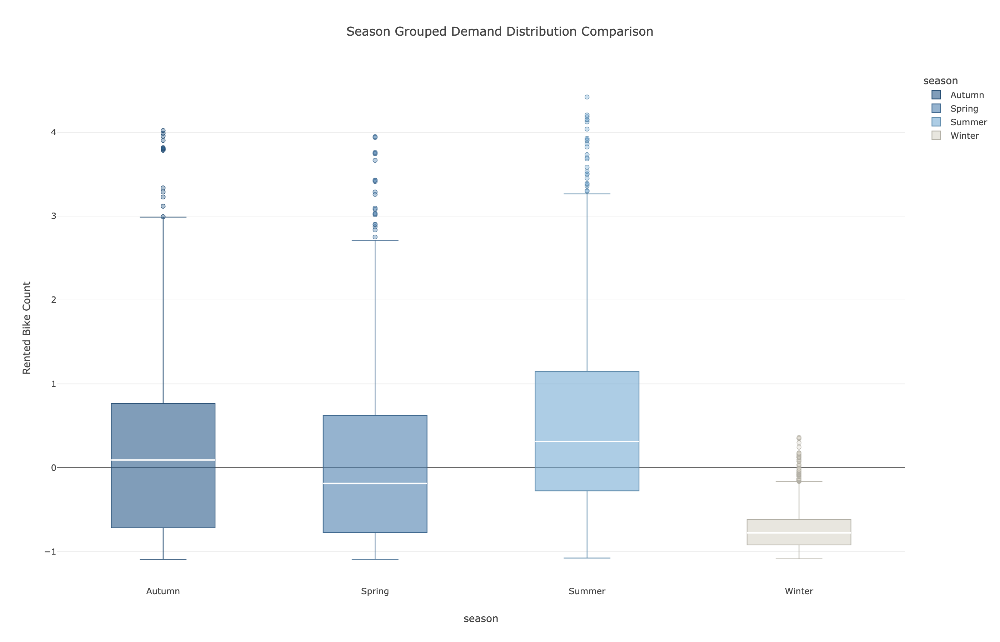 Season Grouped Demand Distribution Comparison
season
Autumn
Spring
Summer
Winter
4
3
2
1
0
−1
Rented Bike Count
Autumn
Spring
Summer
Winter
season